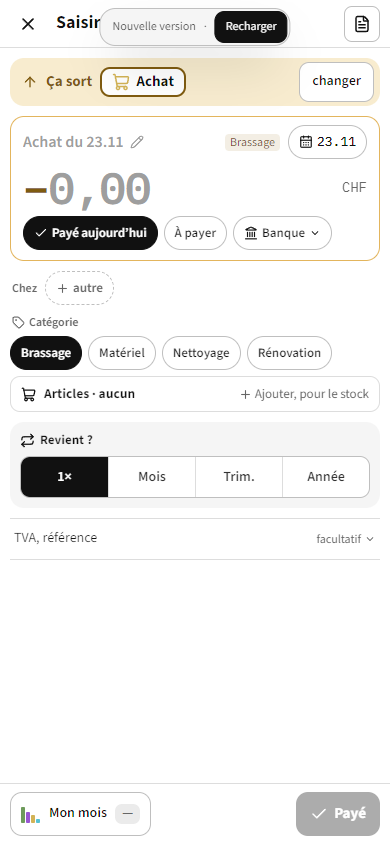 Saisir
Nouvelle version · Recharger
Ça sort Achat changer
Achat du 23.11 Brassage 23.11
−0,00 CHF
Payé aujourd'hui À payer Banque
Chez + autre
Catégorie
Brassage Matériel Nettoyage Rénovation
Articles · aucun + Ajouter, pour le stock
Revient ?
1× Mois Trim. Année
TVA, référence facultatif
Mon mois — Payé